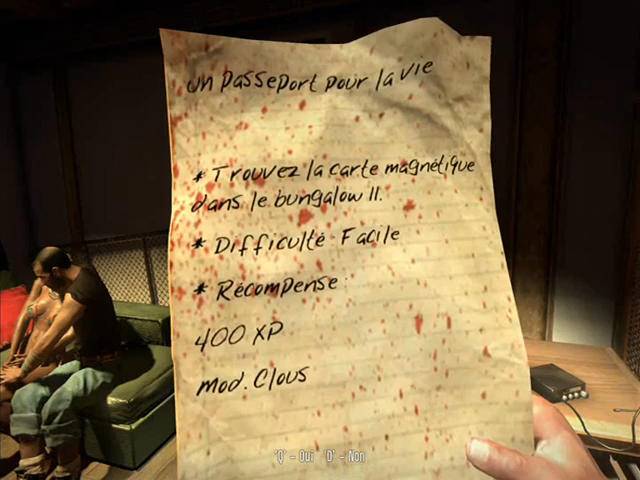 un passeport pour la vie
* Trouvez la carte magnétique
dans le bungalow 11.
* Difficulté Facile
* Récompense
400 XP
Mod. Clous
'Q' - Oui 'D' - Non